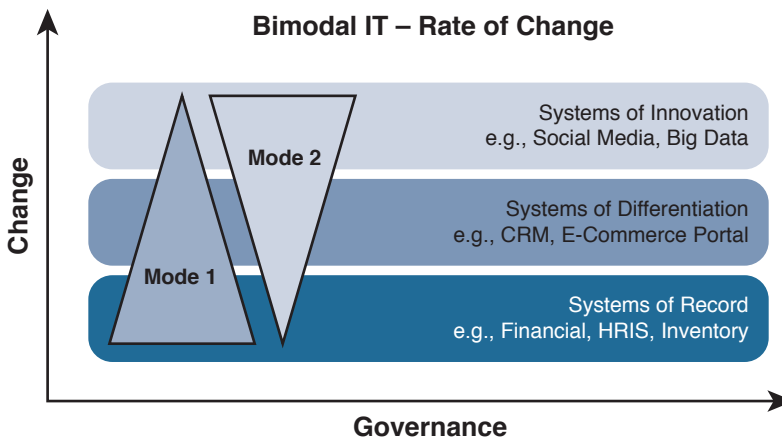 Bimodal IT – Rate of Change
Change
Systems of Innovation
e.g., Social Media, Big Data
Mode 2
Systems of Differentiation
e.g., CRM, E-Commerce Portal
Mode 1
Systems of Record
e.g., Financial, HRIS, Inventory
Governance